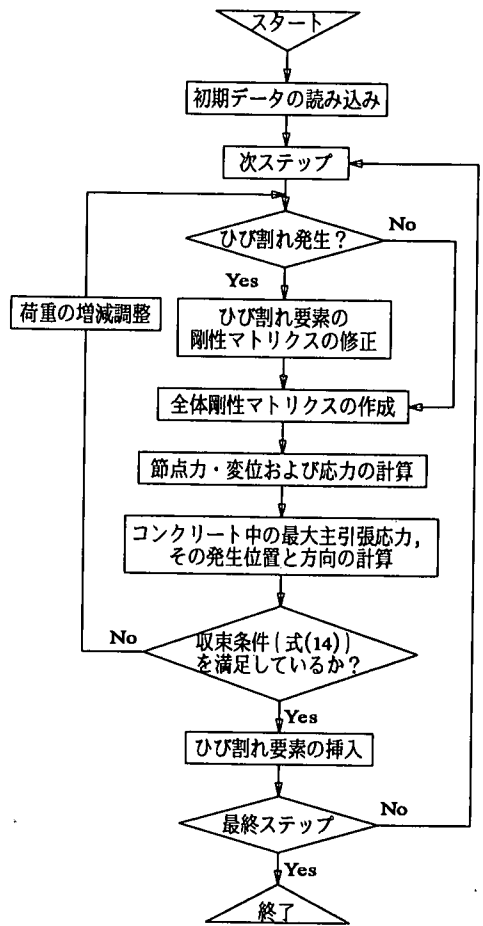 スタート
初期データの読み込み
次ステップ
ひび割れ発生？
No
Yes
荷重の増減調整
ひび割れ要素の
剛性マトリクスの修正
全体剛性マトリクスの作成
節点力・変位および応力の計算
コンクリート中の最大主引張応力，
その発生位置と方向の計算
No
収束条件（式(14)）
を満足しているか？
Yes
ひび割れ要素の挿入
No
最終ステップ
Yes
終了